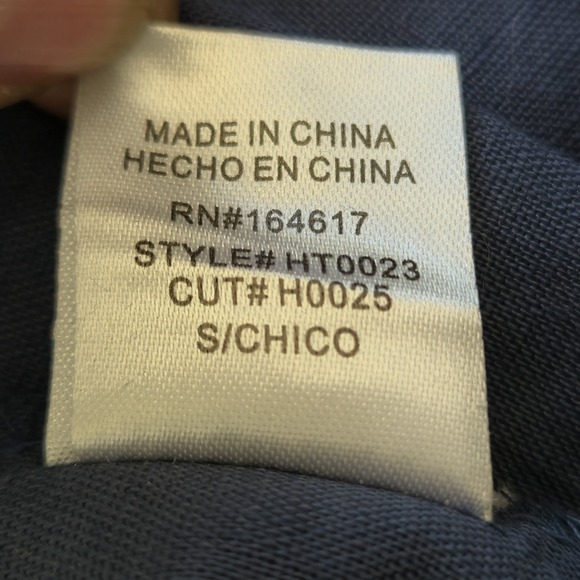 MADE IN CHINA
HECHO EN CHINA
RN#164617
STYLE# HT0023
CUT# H0025
S/CHICO